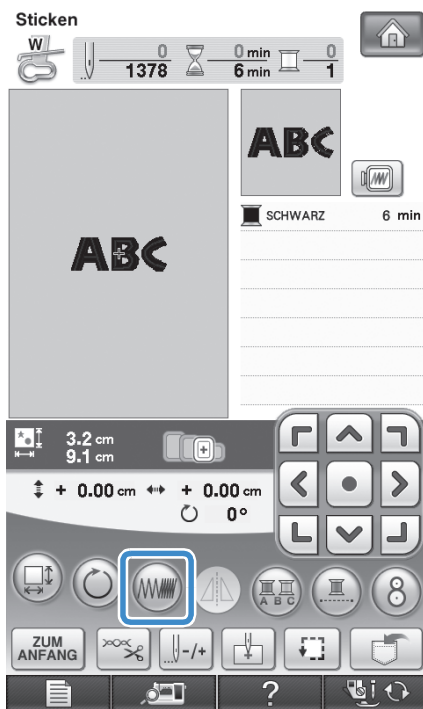 Sticken
W
0 0 min 0
1378 6 min 1
ABC
ABC
SCHWARZ 6 min
3.2 cm
9.1 cm
+ 0.00 cm + 0.00 cm
0°
A B C
8
ZUM
ANFANG
-/+
?